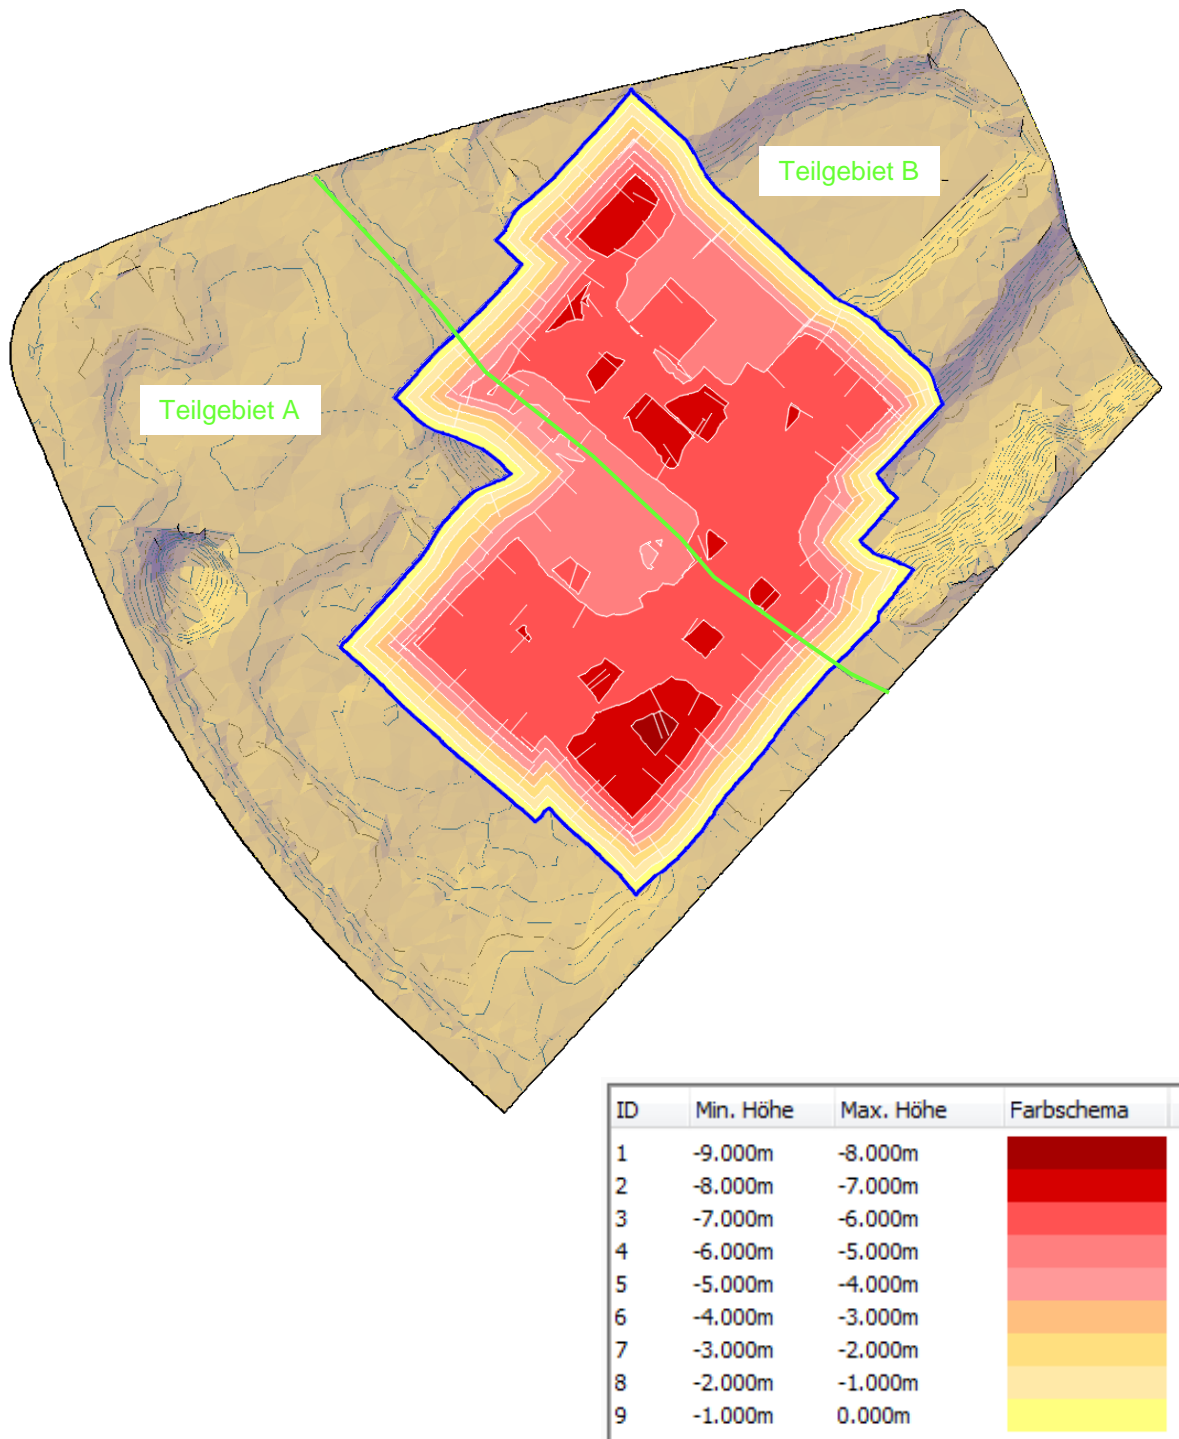 Teilgebiet B
Teilgebiet A
ID Min. Höhe Max. Höhe Farbschema
1 -9.000m -8.000m
2 -8.000m -7.000m
3 -7.000m -6.000m
4 -6.000m -5.000m
5 -5.000m -4.000m
6 -4.000m -3.000m
7 -3.000m -2.000m
8 -2.000m -1.000m
9 -1.000m 0.000m